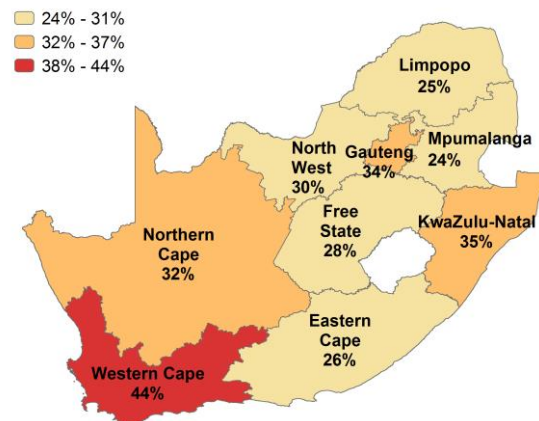 24% - 31%
32% - 37%
38% - 44%
Limpopo
25%
North
West
30%
Gauteng
34%
Mpumalanga
24%
Free
State
28%
KwaZulu-Natal
35%
Northern
Cape
32%
Eastern
Cape
26%
Western Cape
44%